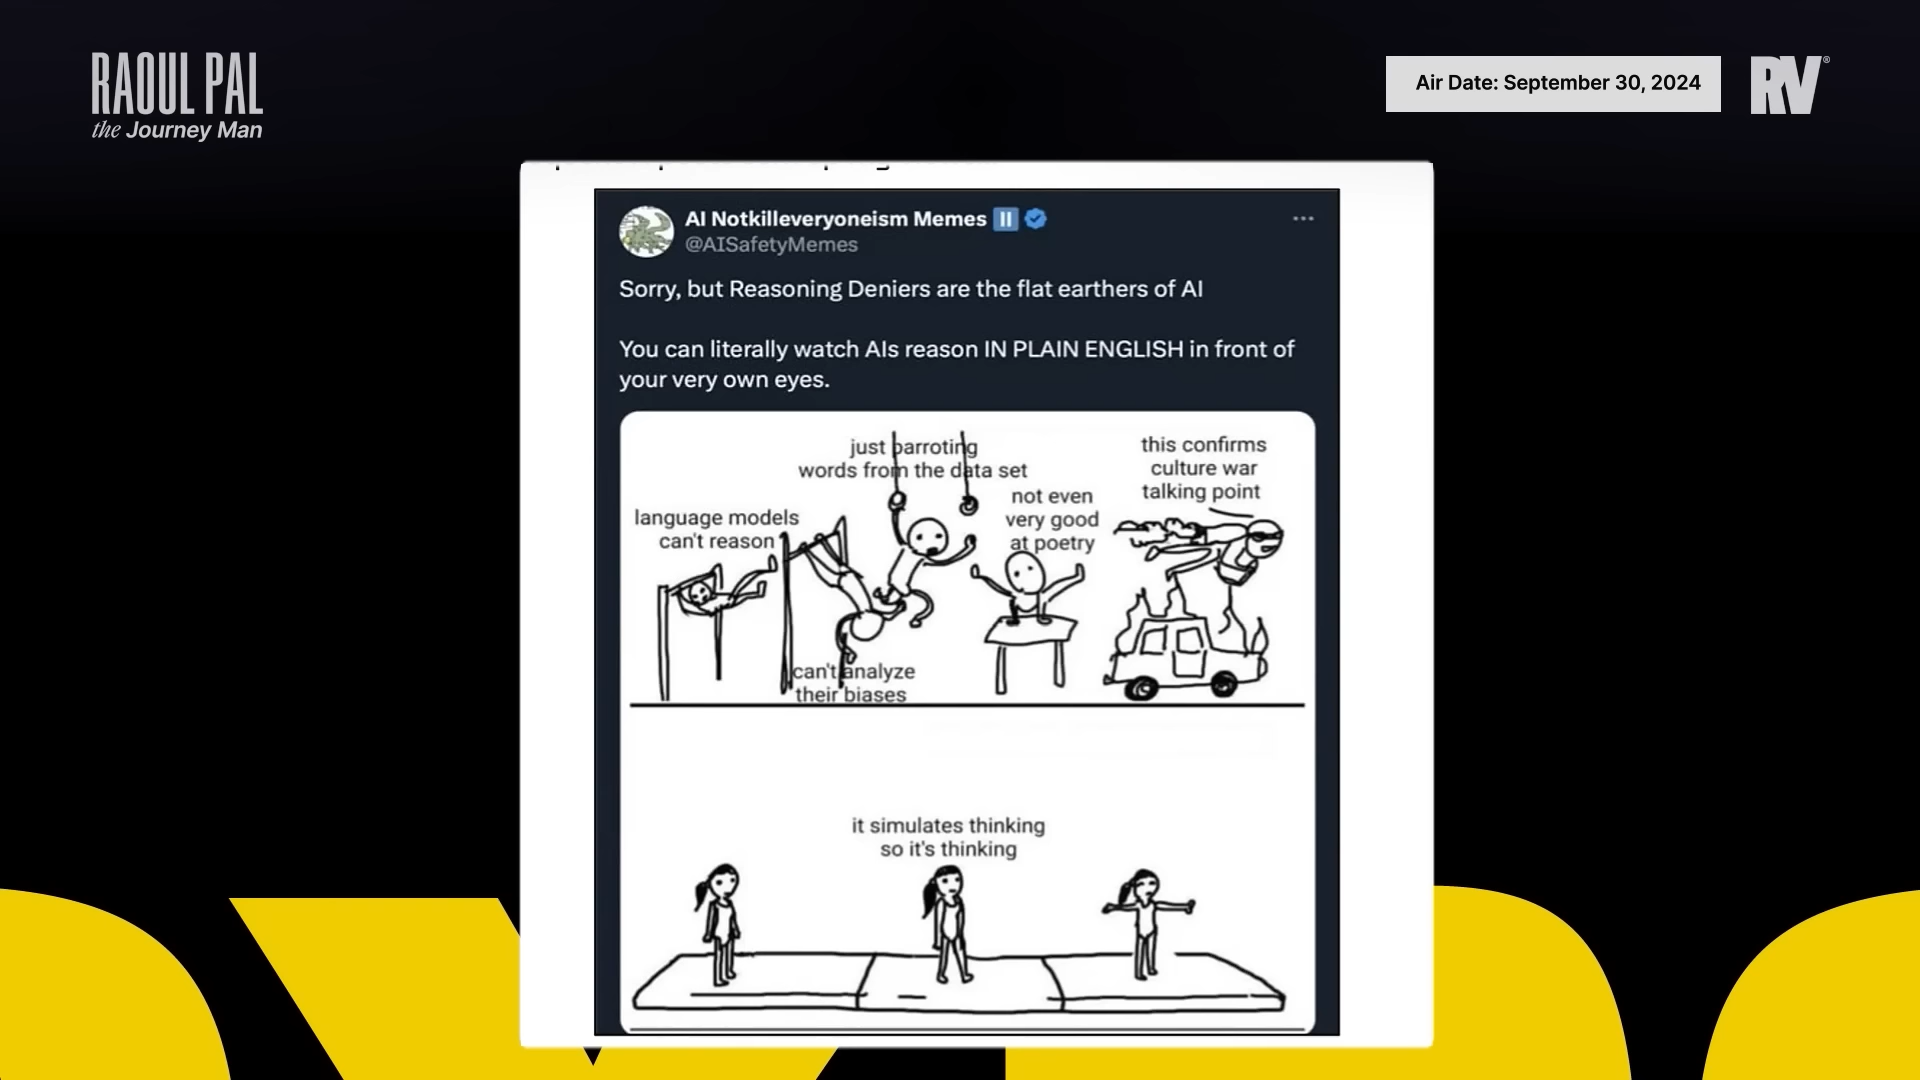 RAOUL PAL
the Journey Man
Air Date: September 30, 2024
RV®
AI Notkilleveryoneism Memes
@AISafetyMemes
Sorry, but Reasoning Deniers are the flat earthers of AI
You can literally watch AIs reason IN PLAIN ENGLISH in front of
your very own eyes.
language models
can't reason
just parroting
words from the data set
can't analyze
their biases
not even
very good
at poetry
this confirms
culture war
talking point
it simulates thinking
so it's thinking